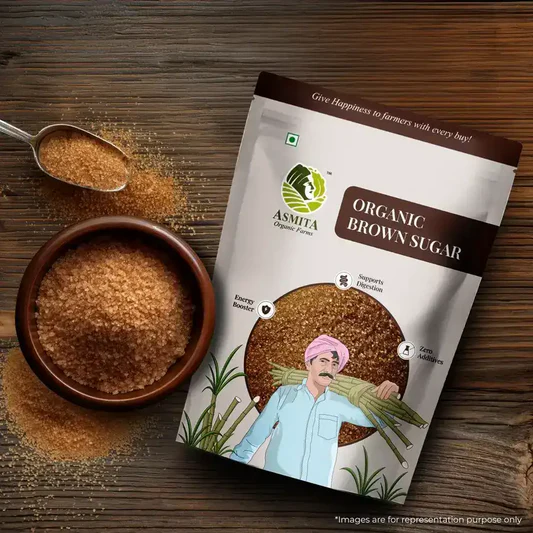 Give Happiness to farmers with every buy!
™
ASMITA
Organic Farms
ORGANIC
BROWN SUGAR
Supports
Digestion
Energy
Booster
Zero
Additives
*Images are for representation purpose only